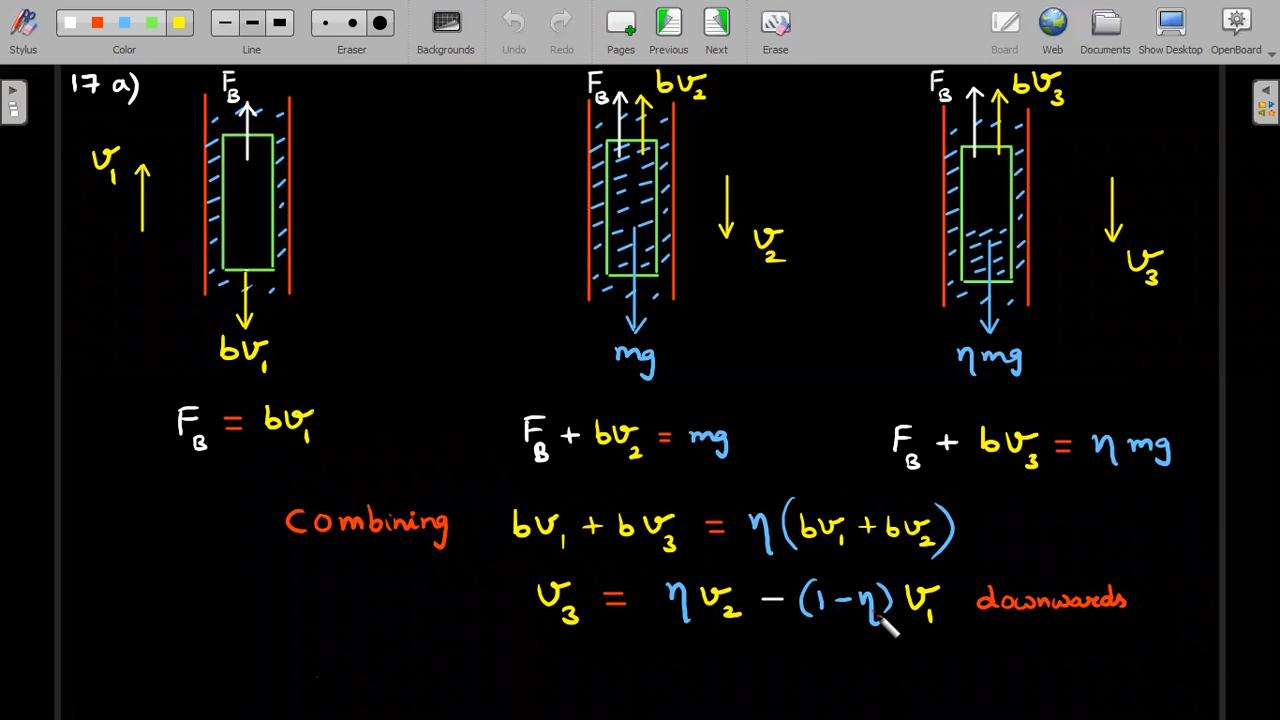 Stylus Color Line Eraser Backgrounds Undo Redo Pages Previous Next Erase Board Web Documents Show Desktop OpenBoard
17 a)
F_B
v_1
bv_1
F_B bv_2
v_2
mg
F_B bv_3
v_3
ηmg
F_B = bv_1
F_B + bv_2 = mg
F_B + bv_3 = ηmg
Combining bv_1 + bv_3 = η(bv_1 + bv_2)
v_3 = ηv_2 − (1−η)v_1 downwards